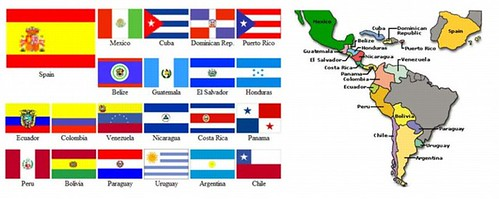 Spain
Mexico
Cuba
Dominican Rep.
Puerto Rico
Belize
Guatemala
El Salvador
Honduras
Ecuador
Colombia
Venezuela
Nicaragua
Costa Rica
Panama
Peru
Bolivia
Paraguay
Uruguay
Argentina
Chile
Mexico
Cuba
Dominican
Republic
Spain
Belize
Honduras
Puerto Rico
Guatemala
Nicaragua
El Salvador
Costa Rica
Venezuela
Panama
Colombia
Ecuador
Peru
Bolivia
Chile
Paraguay
Uruguay
Argentina